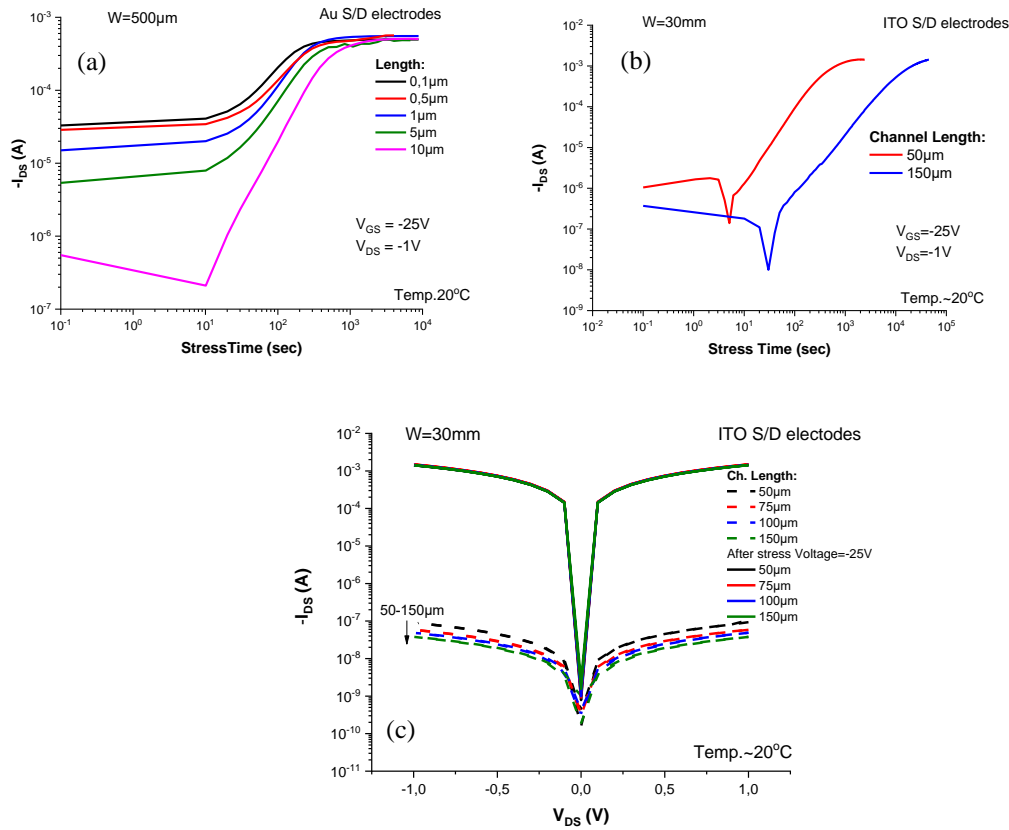 (a)
W=500µm
Au S/D electrodes
Length:
0,1µm
0,5µm
1µm
5µm
10µm
V_GS = -25V
V_DS = -1V
Temp.20°C
10^-3
10^-4
10^-5
10^-6
10^-7
-I_DS (A)
10^-1
10^0
10^1
10^2
10^3
10^4
StressTime (sec)
(b)
W=30mm
ITO S/D electrodes
Channel Length:
50µm
150µm
V_GS=-25V
V_DS=-1V
Temp.~20°C
10^-2
10^-3
10^-4
10^-5
10^-6
10^-7
10^-8
10^-9
-I_DS (A)
10^-2
10^-1
10^0
10^1
10^2
10^3
10^4
10^5
Stress Time (sec)
(c)
W=30mm
ITO S/D electodes
Ch. Length:
50µm
75µm
100µm
150µm
After stress Voltage=-25V
50µm
75µm
100µm
150µm
50-150µm
Temp.~20°C
10^-2
10^-3
10^-4
10^-5
10^-6
10^-7
10^-8
10^-9
10^-10
10^-11
-I_DS (A)
-1,0
-0,5
0,0
0,5
1,0
V_DS (V)